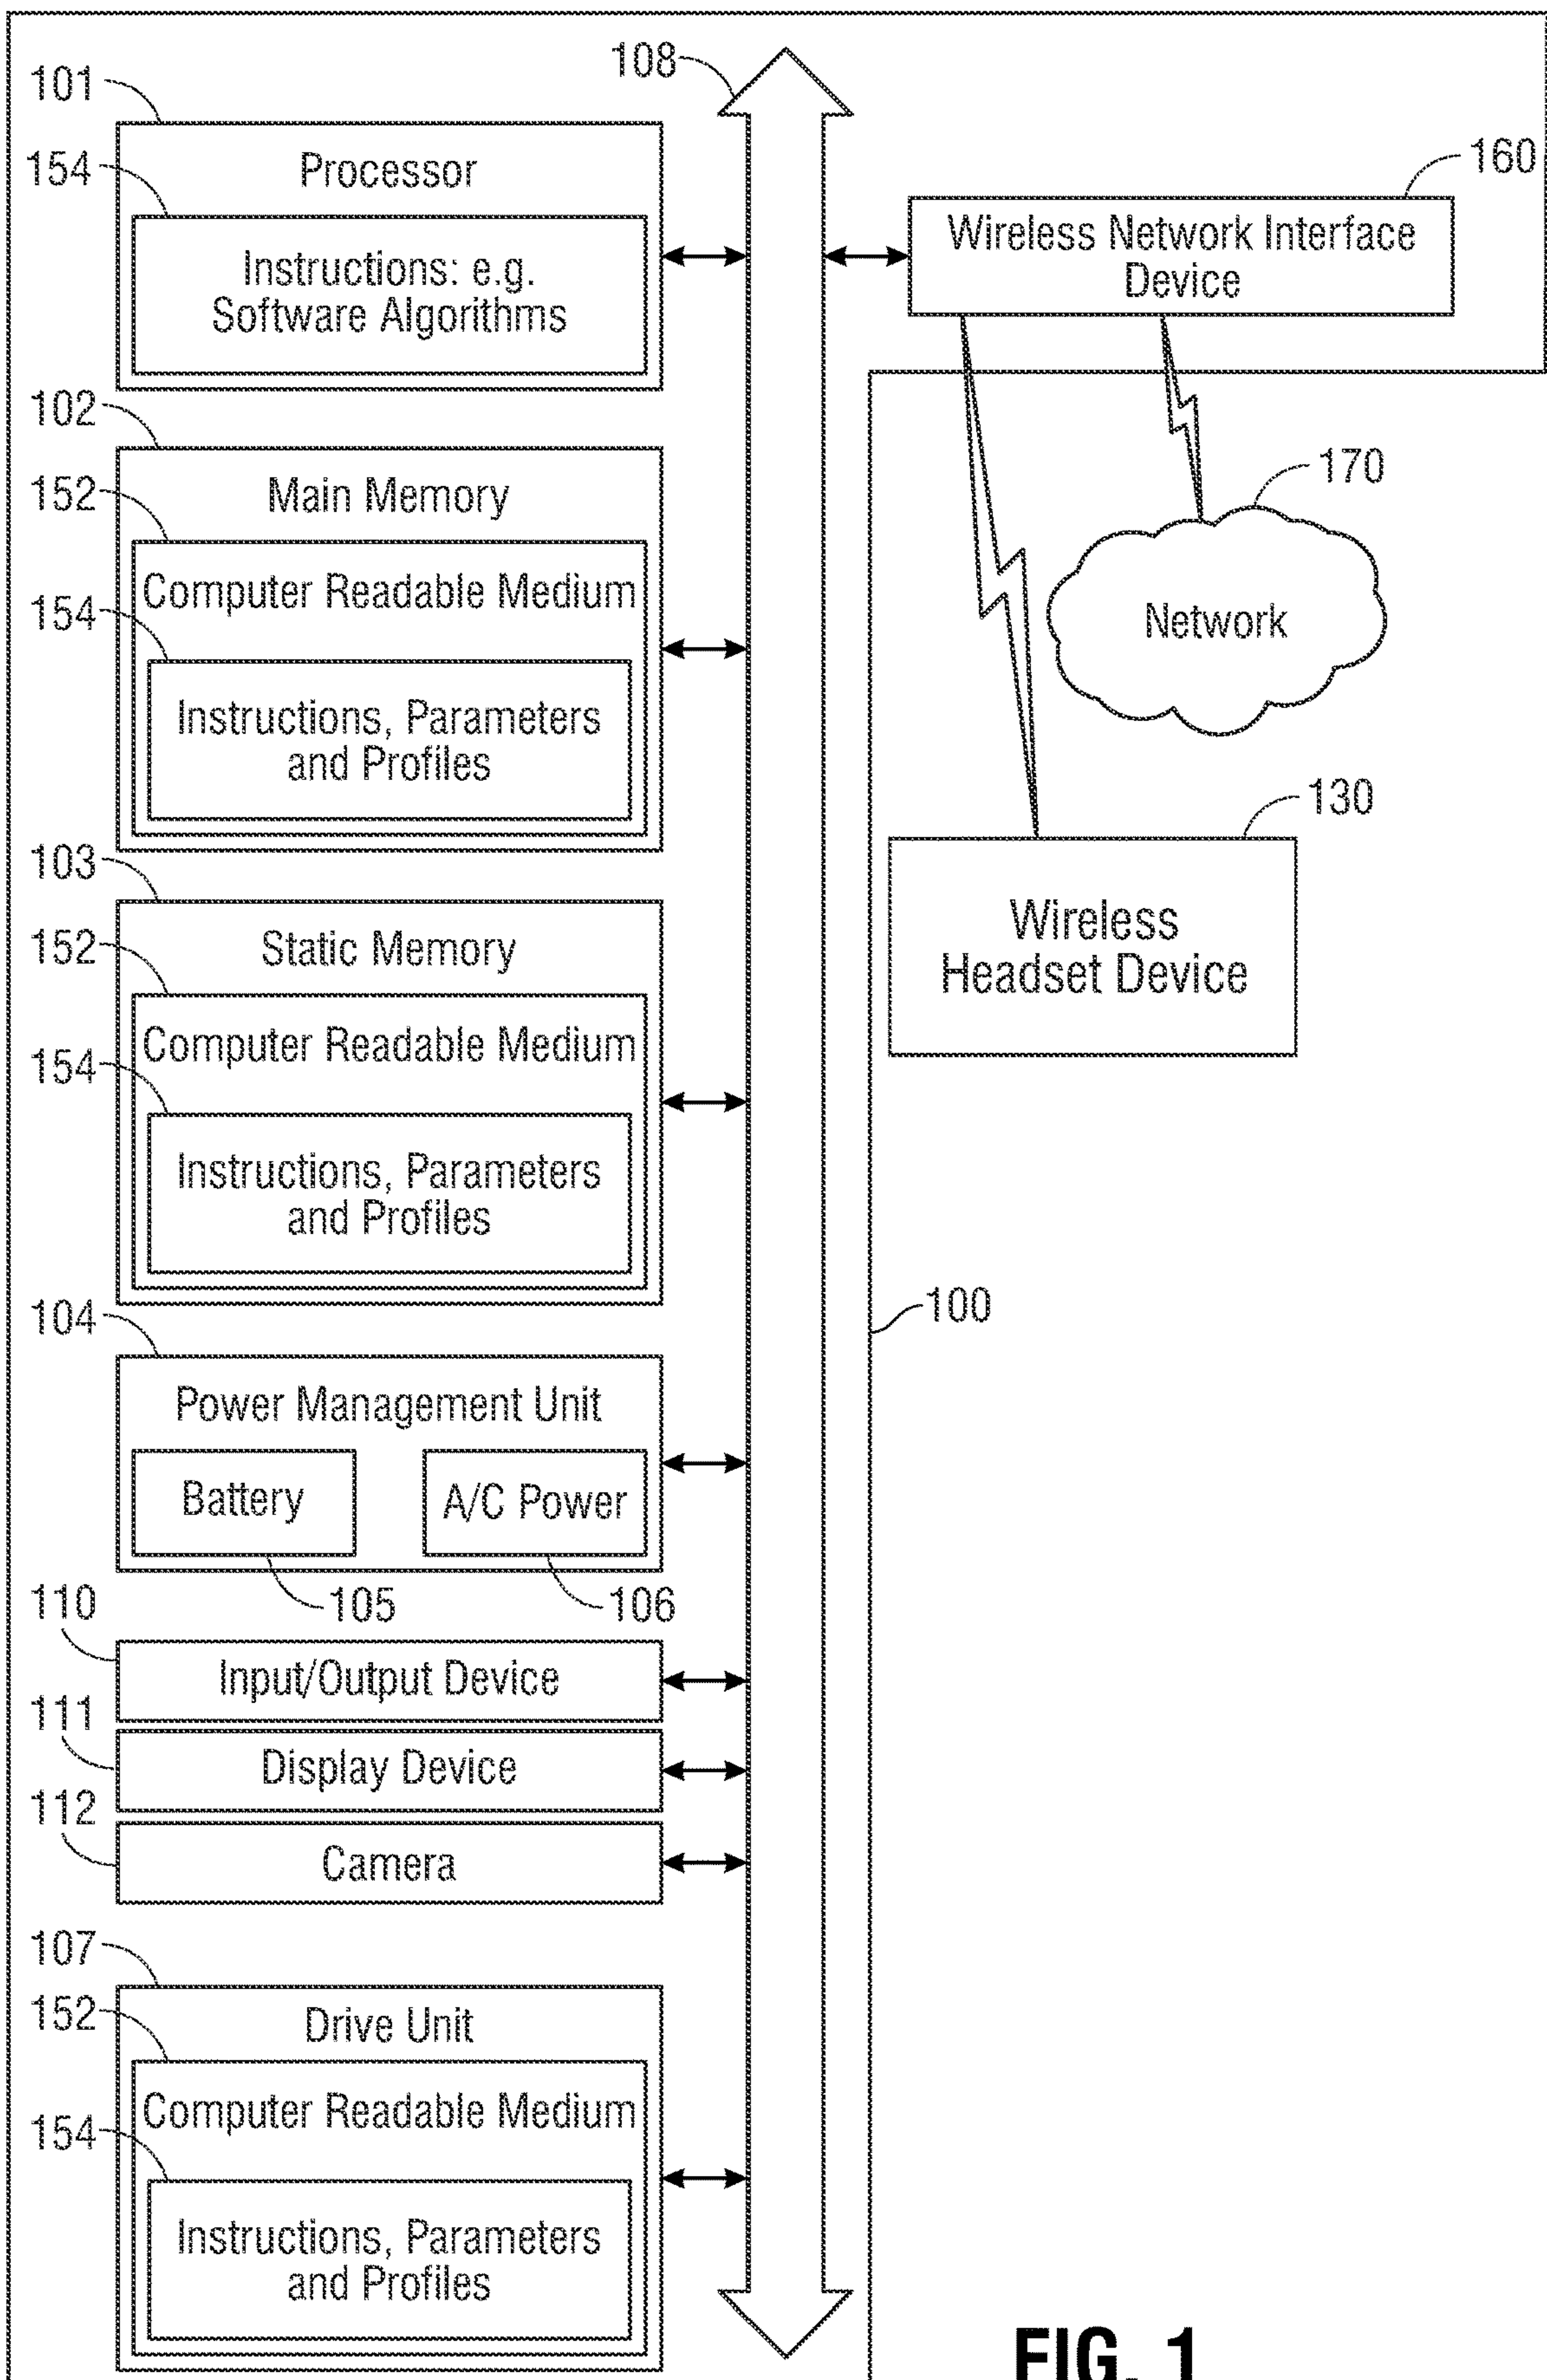 108
101
154
Processor
Instructions: e.g.
Software Algorithms
160
Wireless Network Interface
Device
102
152
Main Memory
Computer Readable Medium
154
Instructions, Parameters
and Profiles
170
Network
130
Wireless
Headset Device
103
152
Static Memory
Computer Readable Medium
154
Instructions, Parameters
and Profiles
100
104
Power Management Unit
Battery
A/C Power
105
106
110
Input/Output Device
111
Display Device
112
Camera
107
152
Drive Unit
Computer Readable Medium
154
Instructions, Parameters
and Profiles
FIG. 1